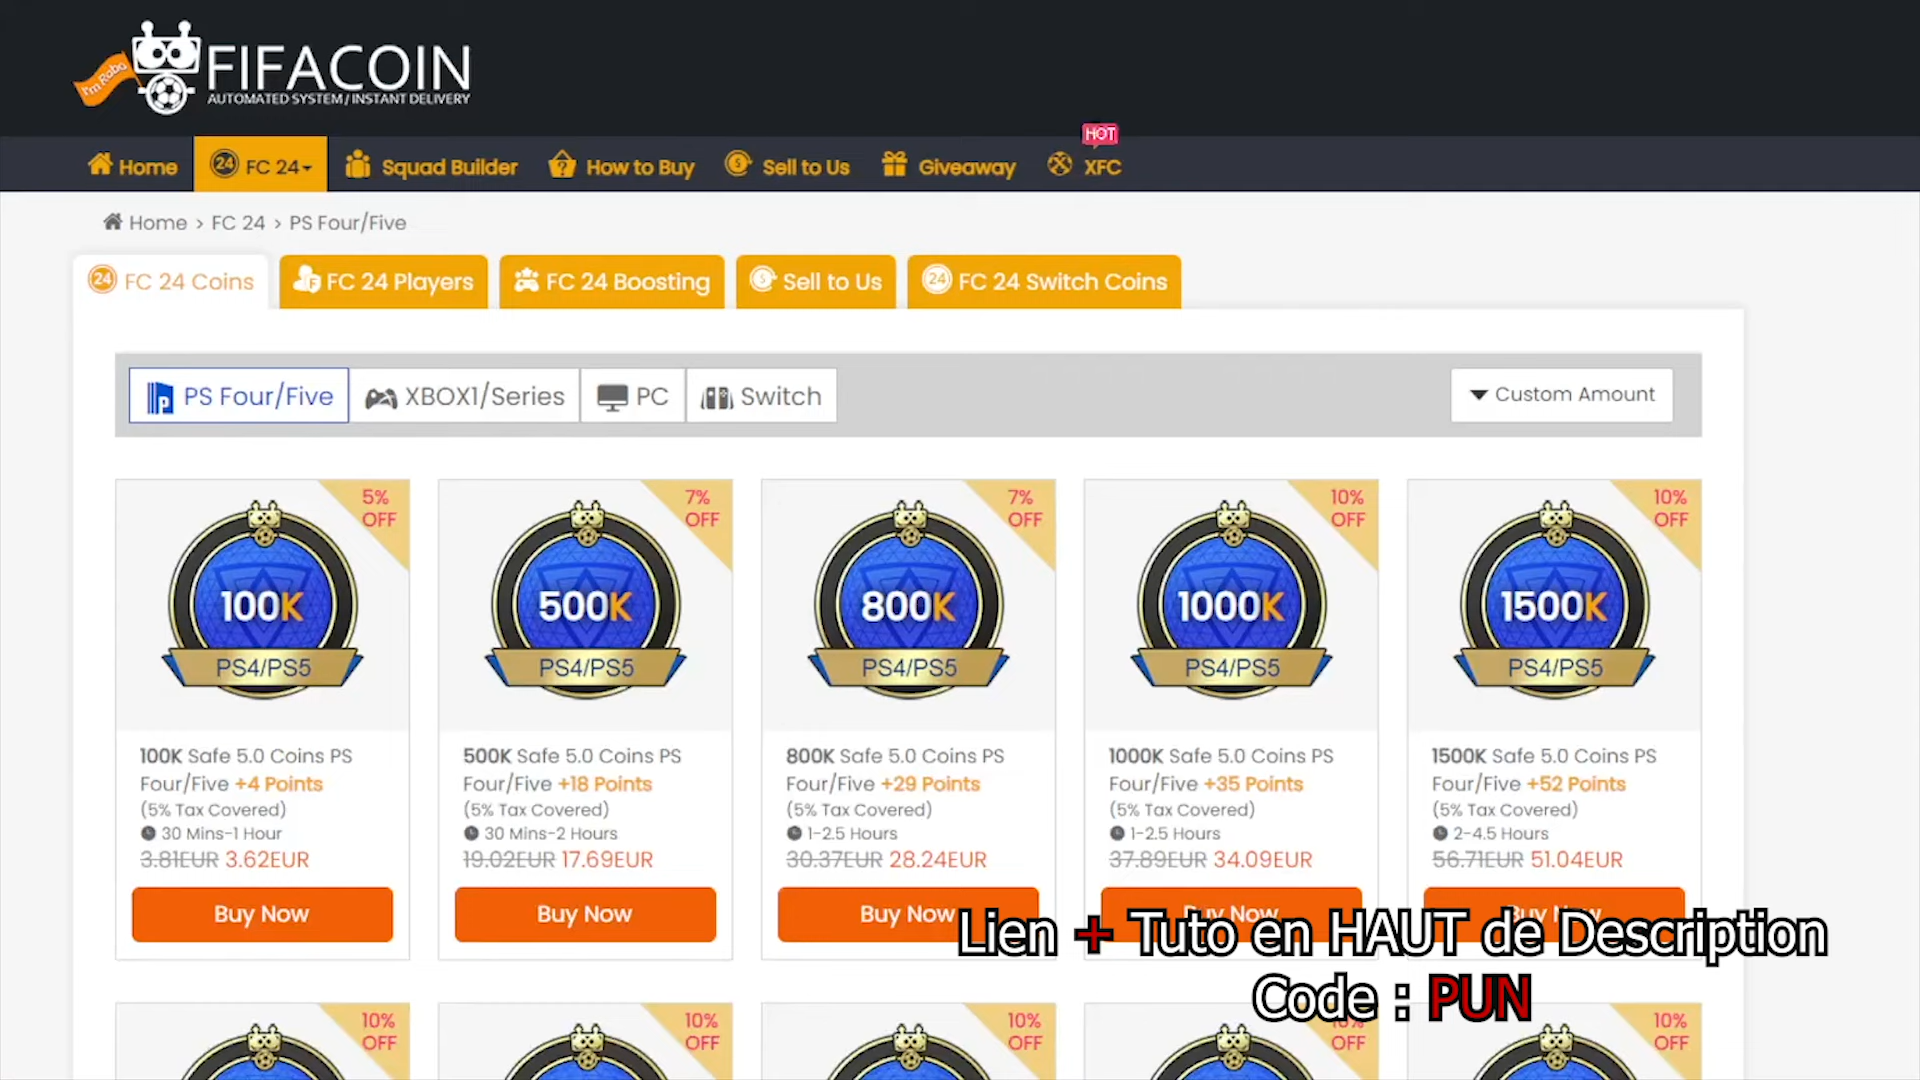 I'm Robo
FIFACOIN
AUTOMATED SYSTEM / INSTANT DELIVERY
HOT
Home
24 FC 24
Squad Builder
How to Buy
Sell to Us
Giveaway
XFC
Home > FC 24 > PS Four/Five
24 FC 24 Coins
FC 24 Players
FC 24 Boosting
Sell to Us
24 FC 24 Switch Coins
PS Four/Five
XBOX1/Series
PC
Switch
Custom Amount
5% OFF
100K
PS4/PS5
100K Safe 5.0 Coins PS
Four/Five +4 Points
(5% Tax Covered)
30 Mins-1 Hour
3.81EUR 3.62EUR
Buy Now
7% OFF
500K
PS4/PS5
500K Safe 5.0 Coins PS
Four/Five +18 Points
(5% Tax Covered)
30 Mins-2 Hours
19.02EUR 17.69EUR
Buy Now
7% OFF
800K
PS4/PS5
800K Safe 5.0 Coins PS
Four/Five +29 Points
(5% Tax Covered)
1-2.5 Hours
30.37EUR 28.24EUR
Buy Now
10% OFF
1000K
PS4/PS5
1000K Safe 5.0 Coins PS
Four/Five +35 Points
(5% Tax Covered)
1-2.5 Hours
37.89EUR 34.09EUR
Buy Now
10% OFF
1500K
PS4/PS5
1500K Safe 5.0 Coins PS
Four/Five +52 Points
(5% Tax Covered)
2-4.5 Hours
56.71EUR 51.04EUR
Buy Now
Lien + Tuto en HAUT de Description
Code : PUN
10% OFF
10% OFF
10% OFF
10% OFF
10% OFF